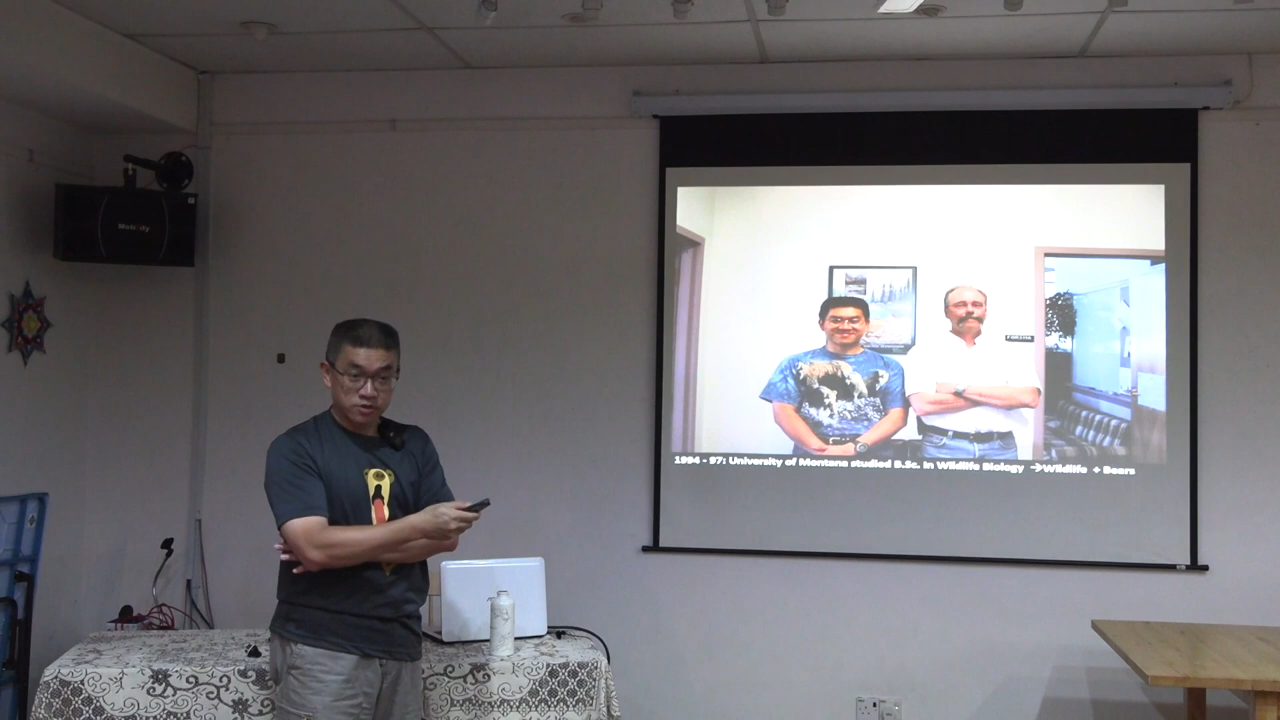 1994 - 97: University of Montana studied B.Sc. in Wildlife Biology →Wildlife + Bears